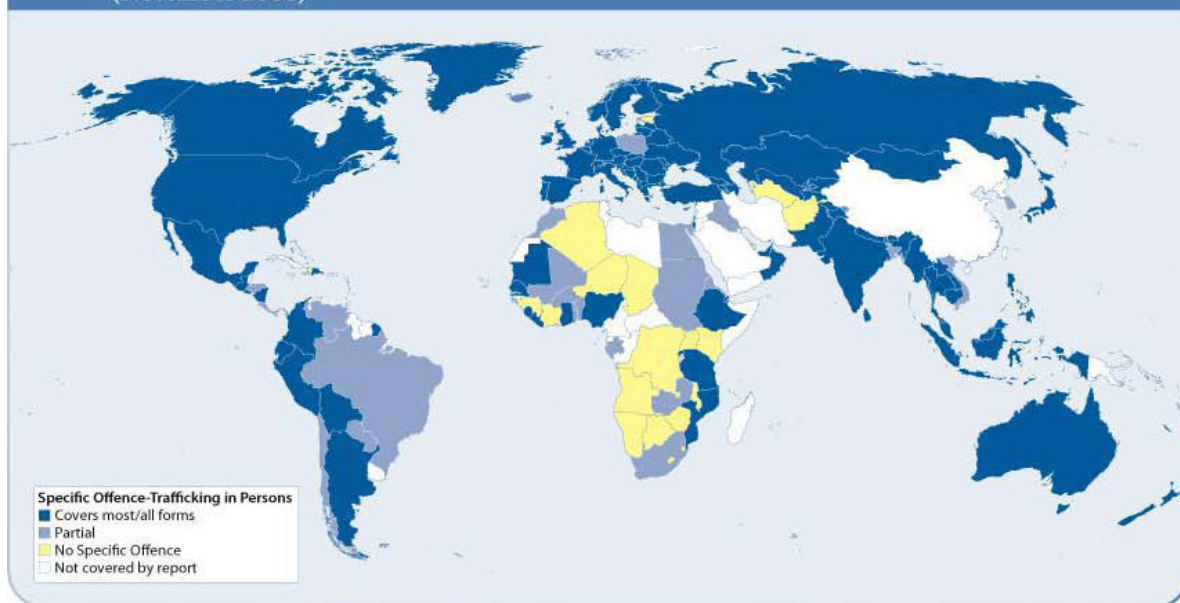 Specific Offence-Trafficking in Persons
Covers most/all forms
Partial
No Specific Offence
Not covered by report